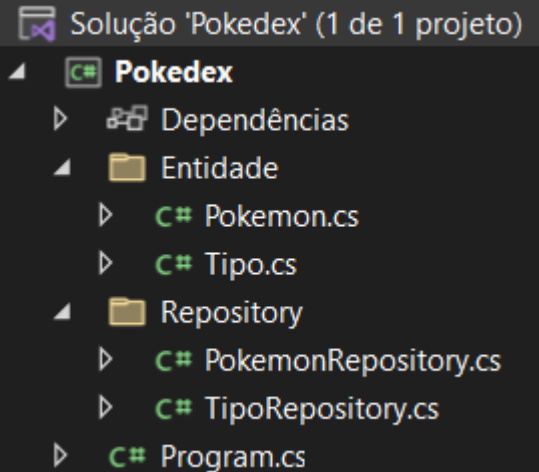 Solução 'Pokedex' (1 de 1 projeto)
C# Pokedex
Dependências
Entidade
C# Pokemon.cs
C# Tipo.cs
Repository
C# PokemonRepository.cs
C# TipoRepository.cs
C# Program.cs